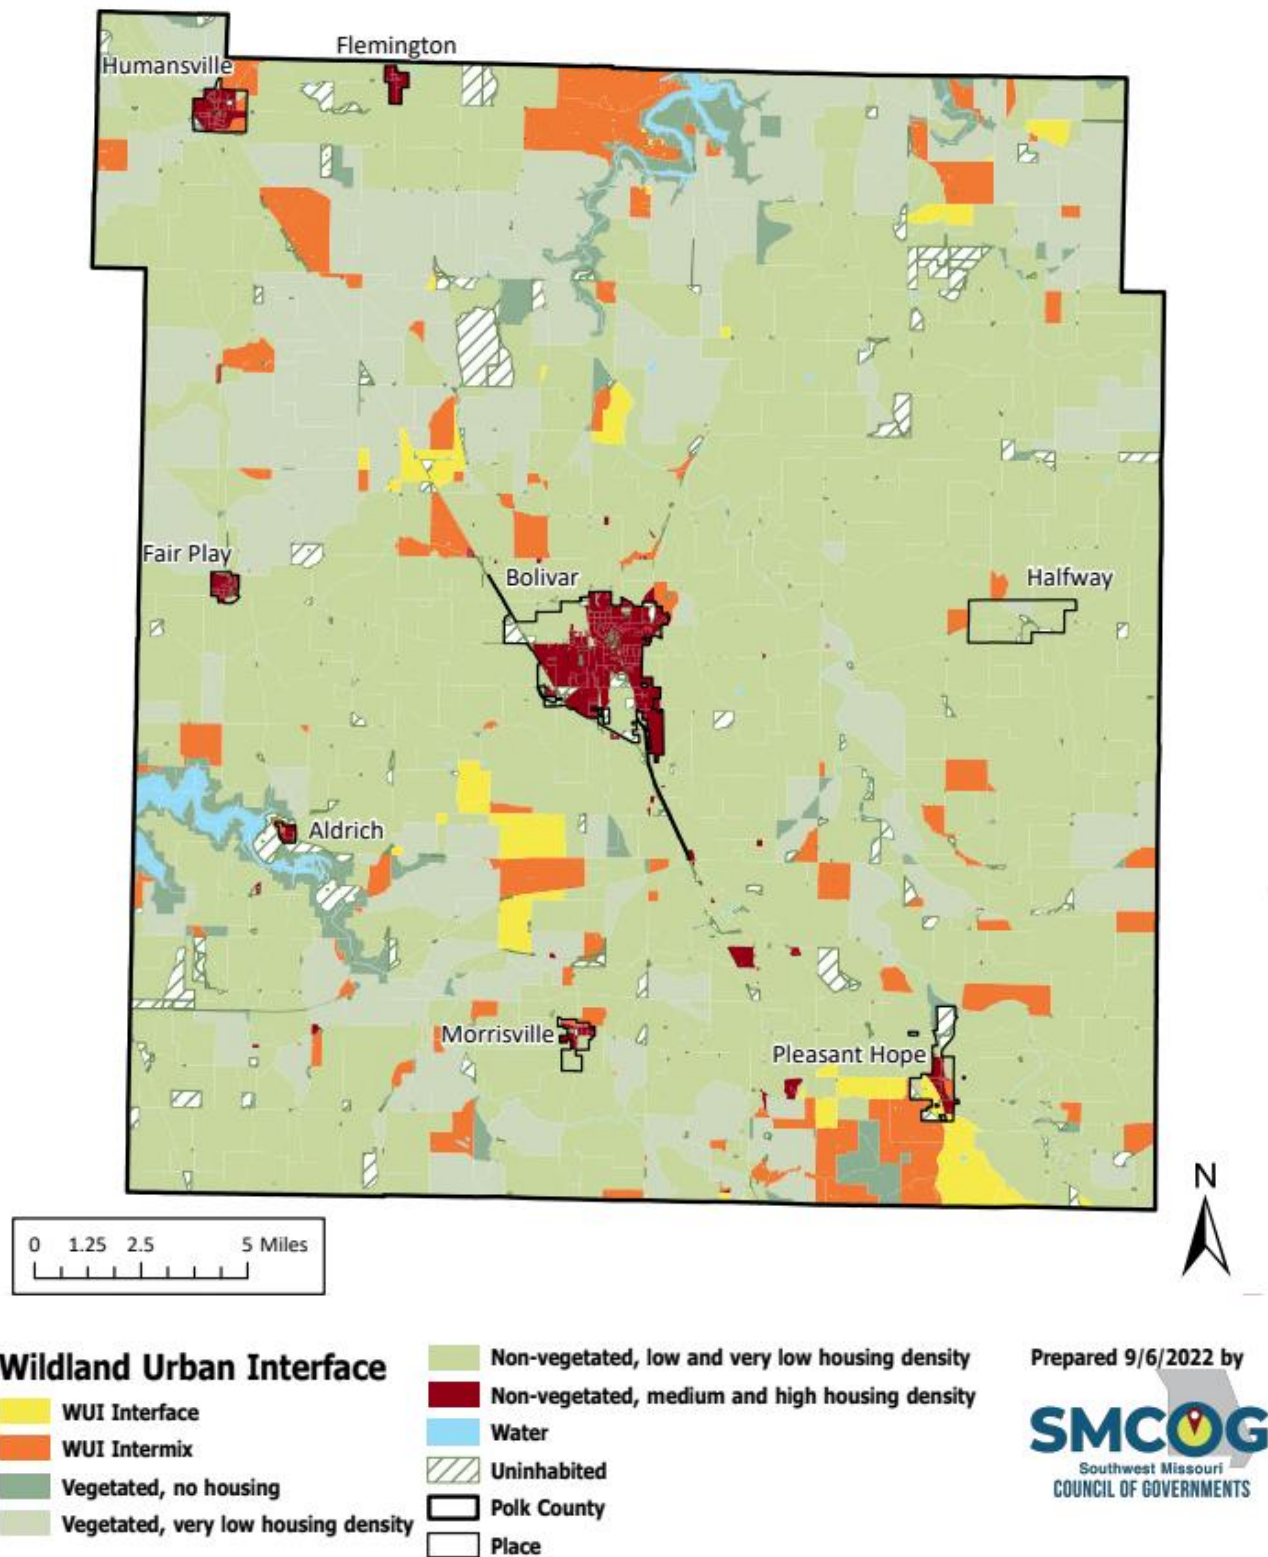 Flemington
Humansville
Fair Play
Bolivar
Halfway
Aldrich
Morrisville
Pleasant Hope
N
0 1.25 2.5 5 Miles
Wildland Urban Interface
WUI Interface
WUI Intermix
Vegetated, no housing
Vegetated, very low housing density
Non-vegetated, low and very low housing density
Non-vegetated, medium and high housing density
Water
Uninhabited
Polk County
Place
Prepared 9/6/2022 by
SMCOG
Southwest Missouri
COUNCIL OF GOVERNMENTS